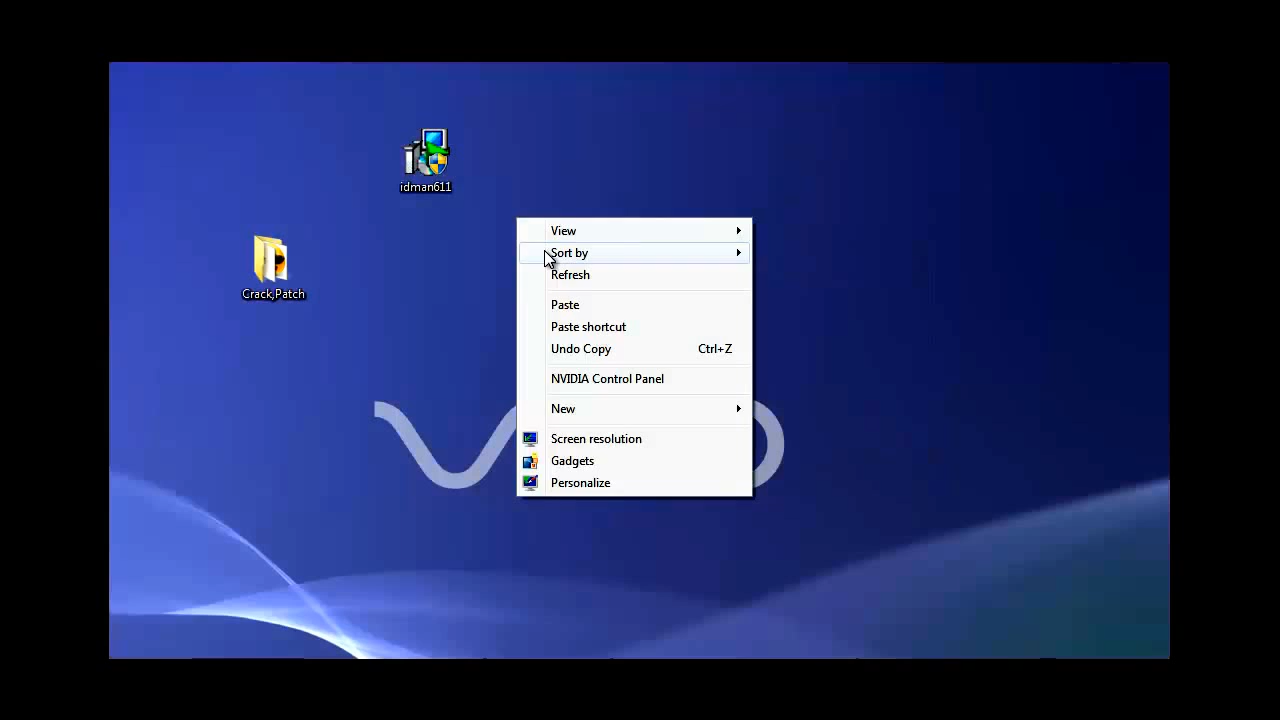 idman611
Crack,Patch
View
Sort by
Refresh
Paste
Paste shortcut
Undo Copy Ctrl+Z
NVIDIA Control Panel
New
Screen resolution
Gadgets
Personalize